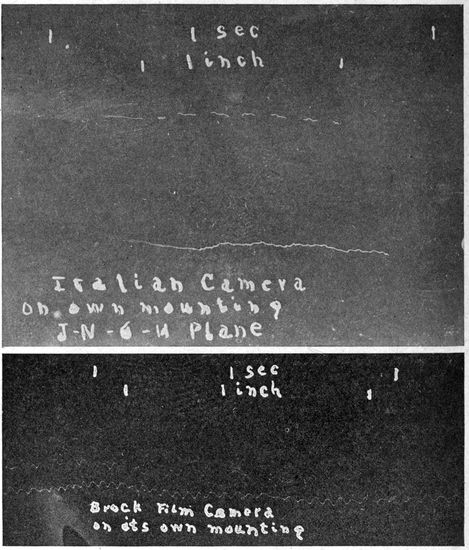 1 sec
1 inch
Italian Camera
on own mounting
J-N-6-H Plane
1 sec
1 inch
Brock Film Camera
on its own mounting